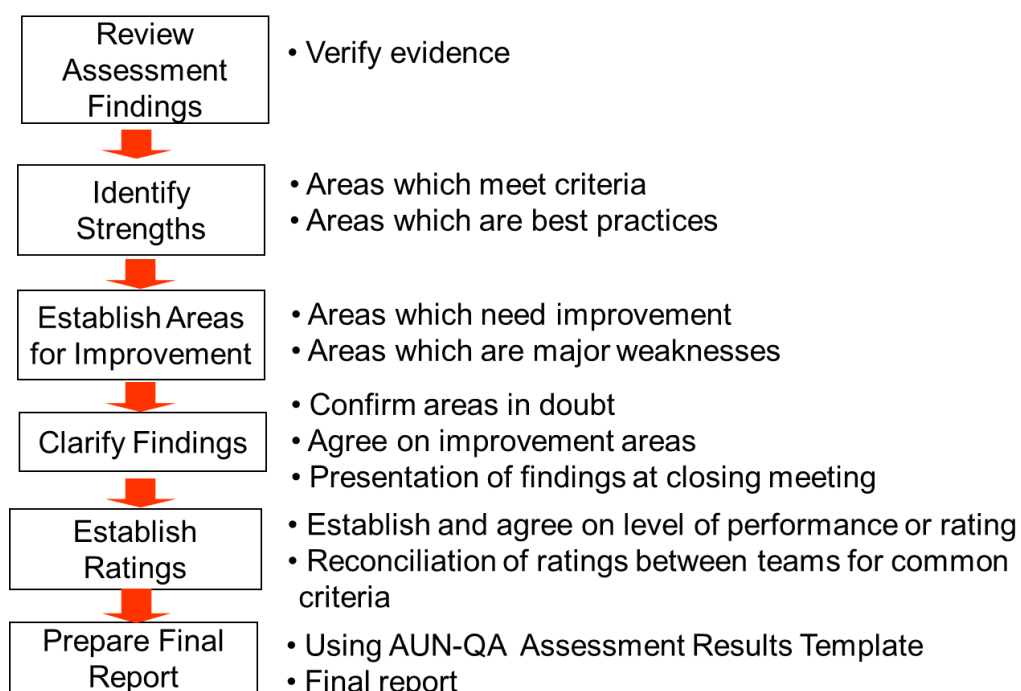 Review
Assessment
Findings
• Verify evidence
Identify
Strengths
• Areas which meet criteria
• Areas which are best practices
Establish Areas
for Improvement
• Areas which need improvement
• Areas which are major weaknesses
Clarify Findings
• Confirm areas in doubt
• Agree on improvement areas
• Presentation of findings at closing meeting
Establish
Ratings
• Establish and agree on level of performance or rating
• Reconciliation of ratings between teams for common
criteria
Prepare Final
Report
• Using AUN-QA Assessment Results Template
• Final report